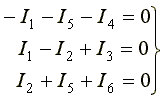 - I₁ - I₅ - I₄ = 0
I₁ - I₂ + I₃ = 0
I₂ + I₅ + I₆ = 0